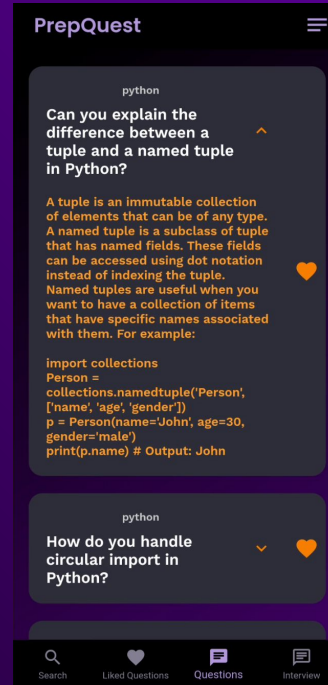 PrepQuest
python
Can you explain the
difference between a
tuple and a named tuple
in Python?
A tuple is an immutable collection
of elements that can be of any type.
A named tuple is a subclass of tuple
that has named fields. These fields
can be accessed using dot notation
instead of indexing the tuple.
Named tuples are useful when you
want to have a collection of items
that have specific names associated
with them. For example:
import collections
Person =
collections.namedtuple('Person',
['name', 'age', 'gender'])
p = Person(name='John', age=30,
gender='male')
print(p.name) # Output: John
python
How do you handle
circular import in
Python?
Search
Liked Questions
Questions
Interview